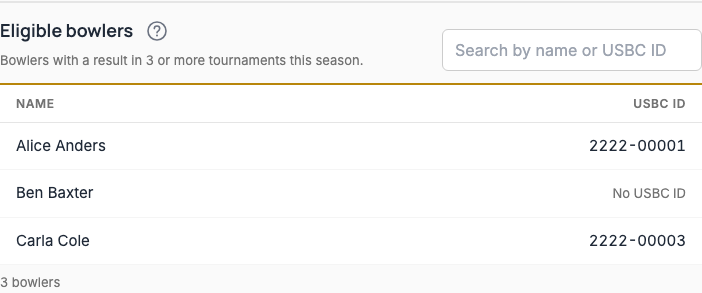 Eligible bowlers ?
Bowlers with a result in 3 or more tournaments this season.
Search by name or USBC ID
NAME USBC ID
Alice Anders 2222-00001
Ben Baxter No USBC ID
Carla Cole 2222-00003
3 bowlers